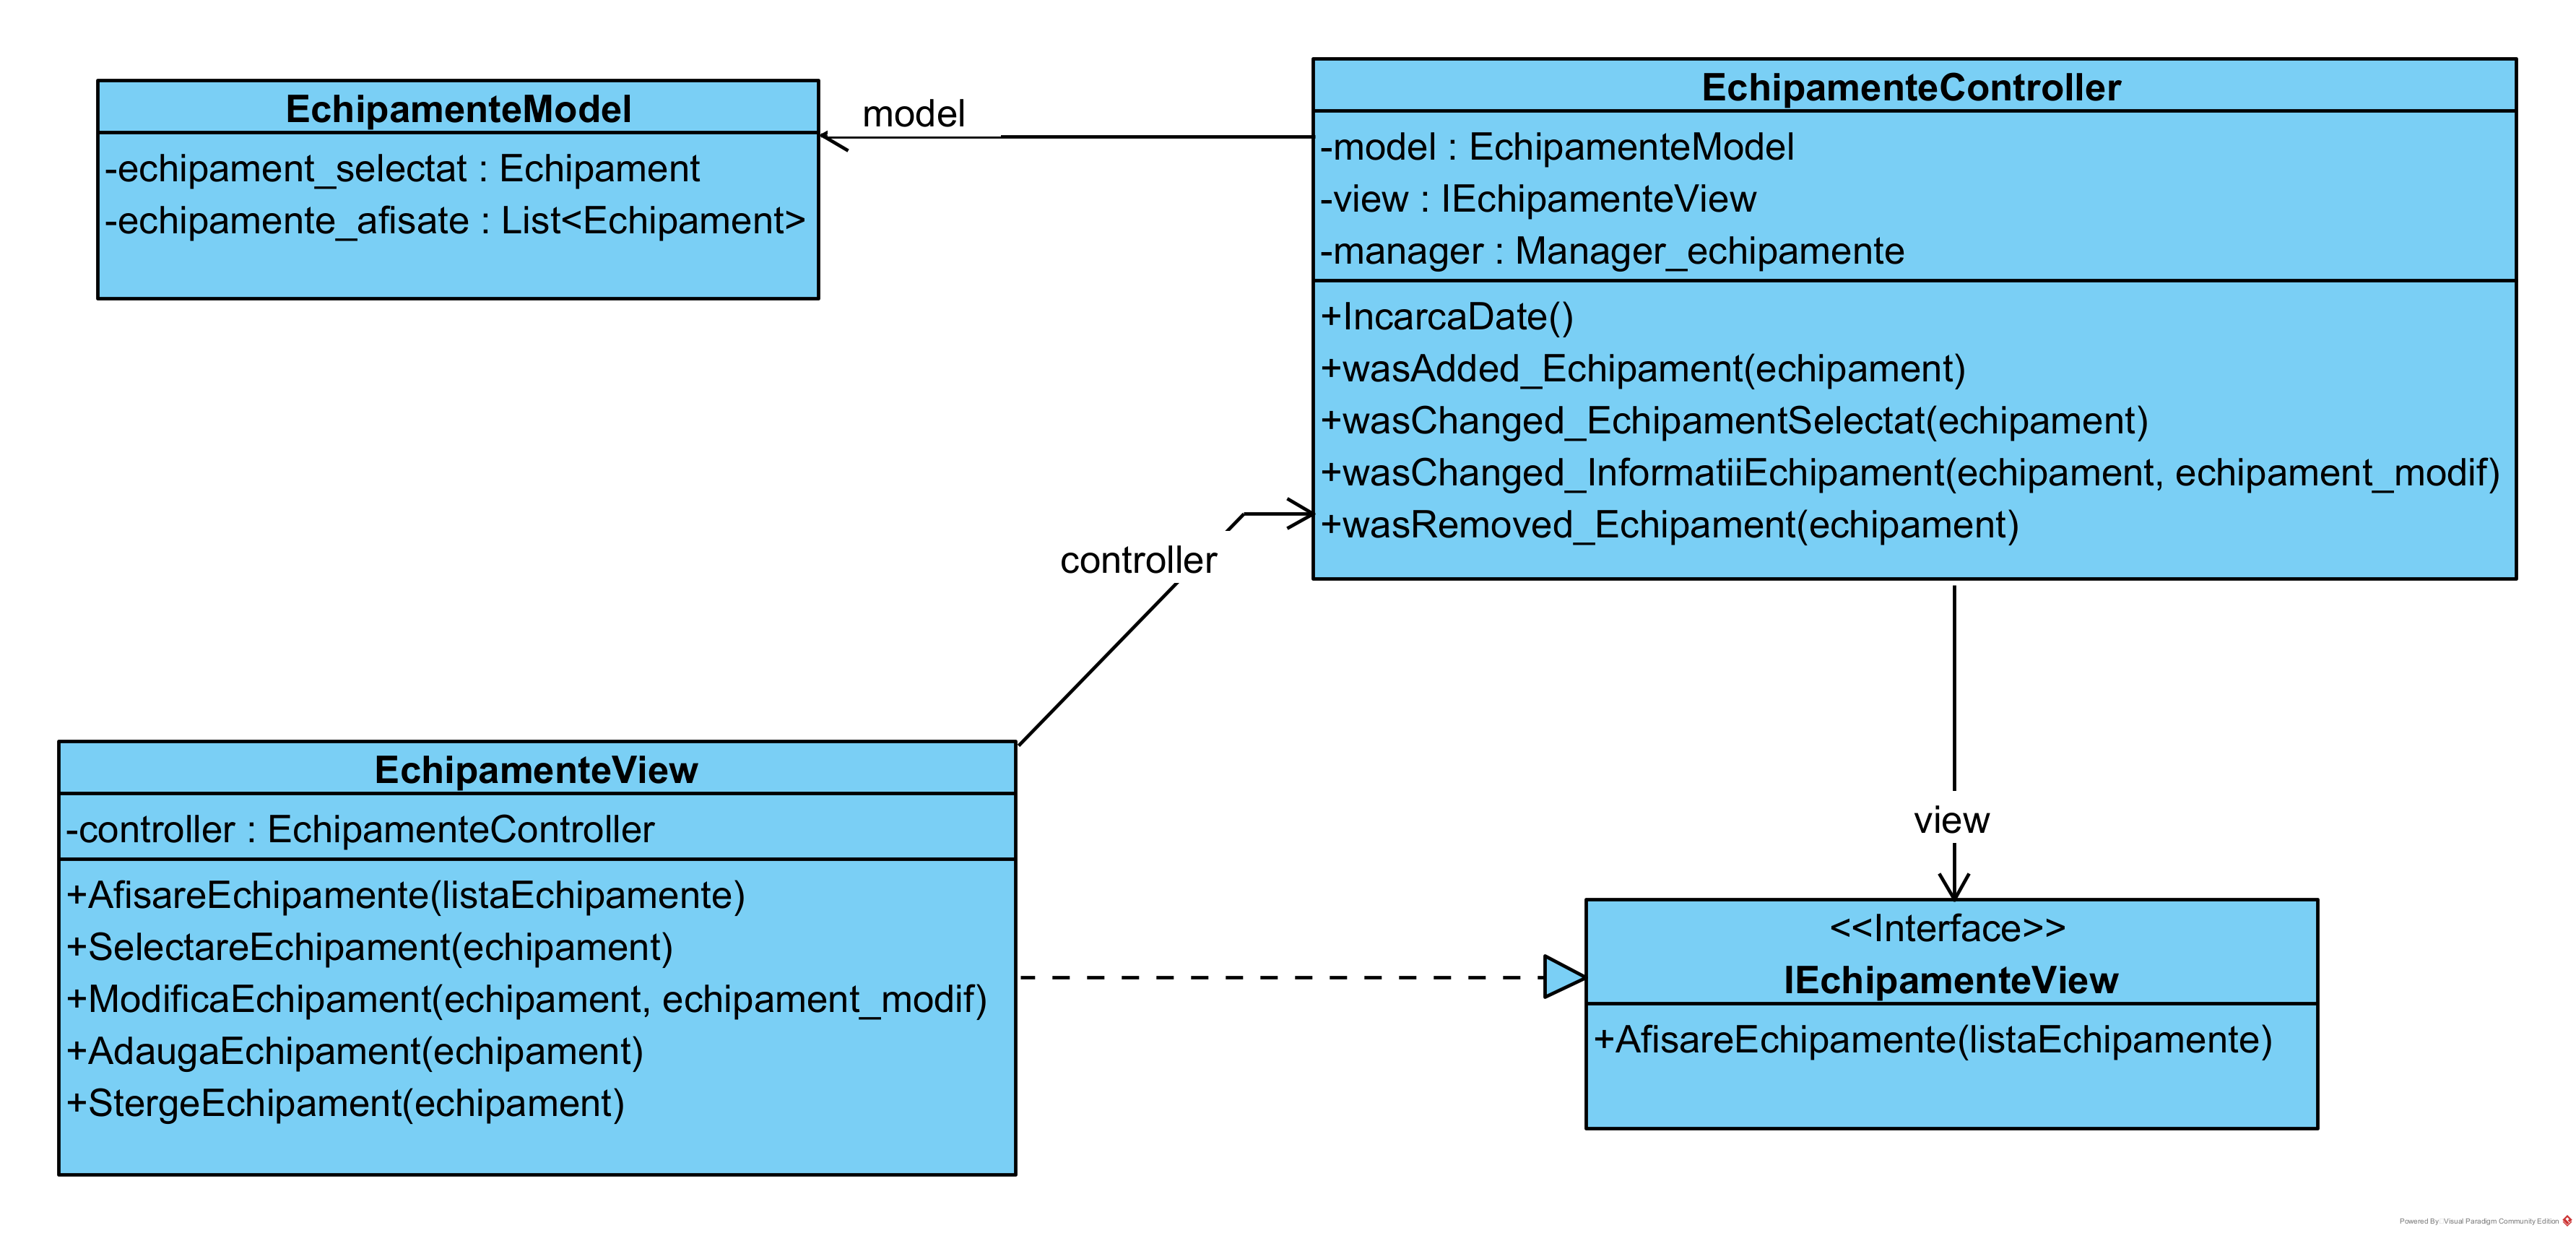 EchipamenteModel
-echipament_selectat : Echipament
-echipamente_afisate : List<Echipament>
model
EchipamenteController
-model : EchipamenteModel
-view : IEchipamenteView
-manager : Manager_echipamente
+IncarcaDate()
+wasAdded_Echipament(echipament)
+wasChanged_EchipamentSelectat(echipament)
+wasChanged_InformatiiEchipament(echipament, echipament_modif)
+wasRemoved_Echipament(echipament)
controller
EchipamenteView
-controller : EchipamenteController
+AfisareEchipamente(listaEchipamente)
+SelectareEchipament(echipament)
+ModificaEchipament(echipament, echipament_modif)
+AdaugaEchipament(echipament)
+StergeEchipament(echipament)
view
<<Interface>>
IEchipamenteView
+AfisareEchipamente(listaEchipamente)
Powered By Visual Paradigm Community Edition